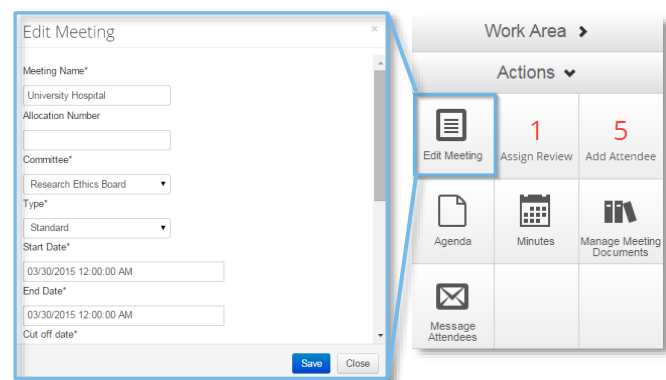 Edit Meeting
×
Meeting Name*
University Hospital
Allocation Number
Committee*
Research Ethics Board
Type*
Standard
Start Date*
03/30/2015 12:00:00 AM
End Date*
03/30/2015 12:00:00 AM
Cut off date*
Save Close
Work Area
Actions
Edit Meeting
1
Assign Review
5
Add Attendee
Agenda
Minutes
Manage Meeting
Documents
Message
Attendees